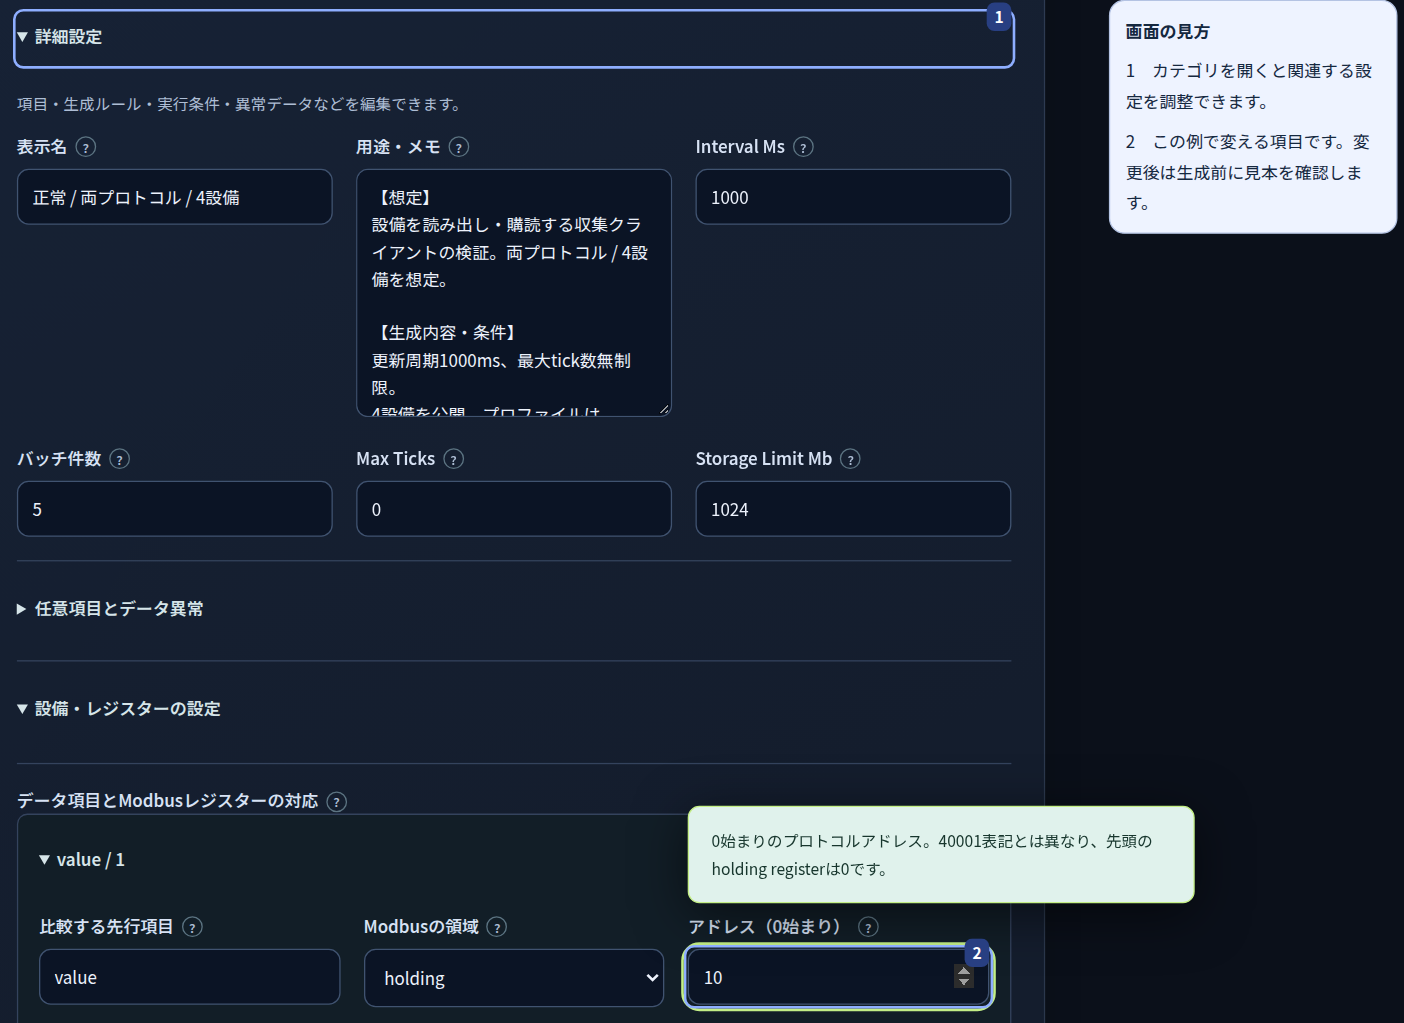 1
▼ 詳細設定
項目・生成ルール・実行条件・異常データなどを編集できます。
表示名 ?
用途・メモ ?
Interval Ms ?
正常 / 両プロトコル / 4設備
【想定】
設備を読み出し・購読する収集クラ
イアントの検証。両プロトコル / 4設
備を想定。
【生成内容・条件】
更新周期1000ms、最大tick数無制
限。
4設備を公開。プロファイルは
1000
バッチ件数 ?
Max Ticks ?
Storage Limit Mb ?
5
0
1024
▶ 任意項目とデータ異常
▼ 設備・レジスターの設定
データ項目とModbusレジスターの対応 ?
▼ value / 1
0始まりのプロトコルアドレス。40001表記とは異なり、先頭の
holding registerは0です。
比較する先行項目 ?
Modbusの領域 ?
アドレス（0始まり） ?
value
holding
10
2
画面の見方
1 カテゴリを開くと関連する設
定を調整できます。
2 この例で変える項目です。変
更後は生成前に見本を確認しま
す。